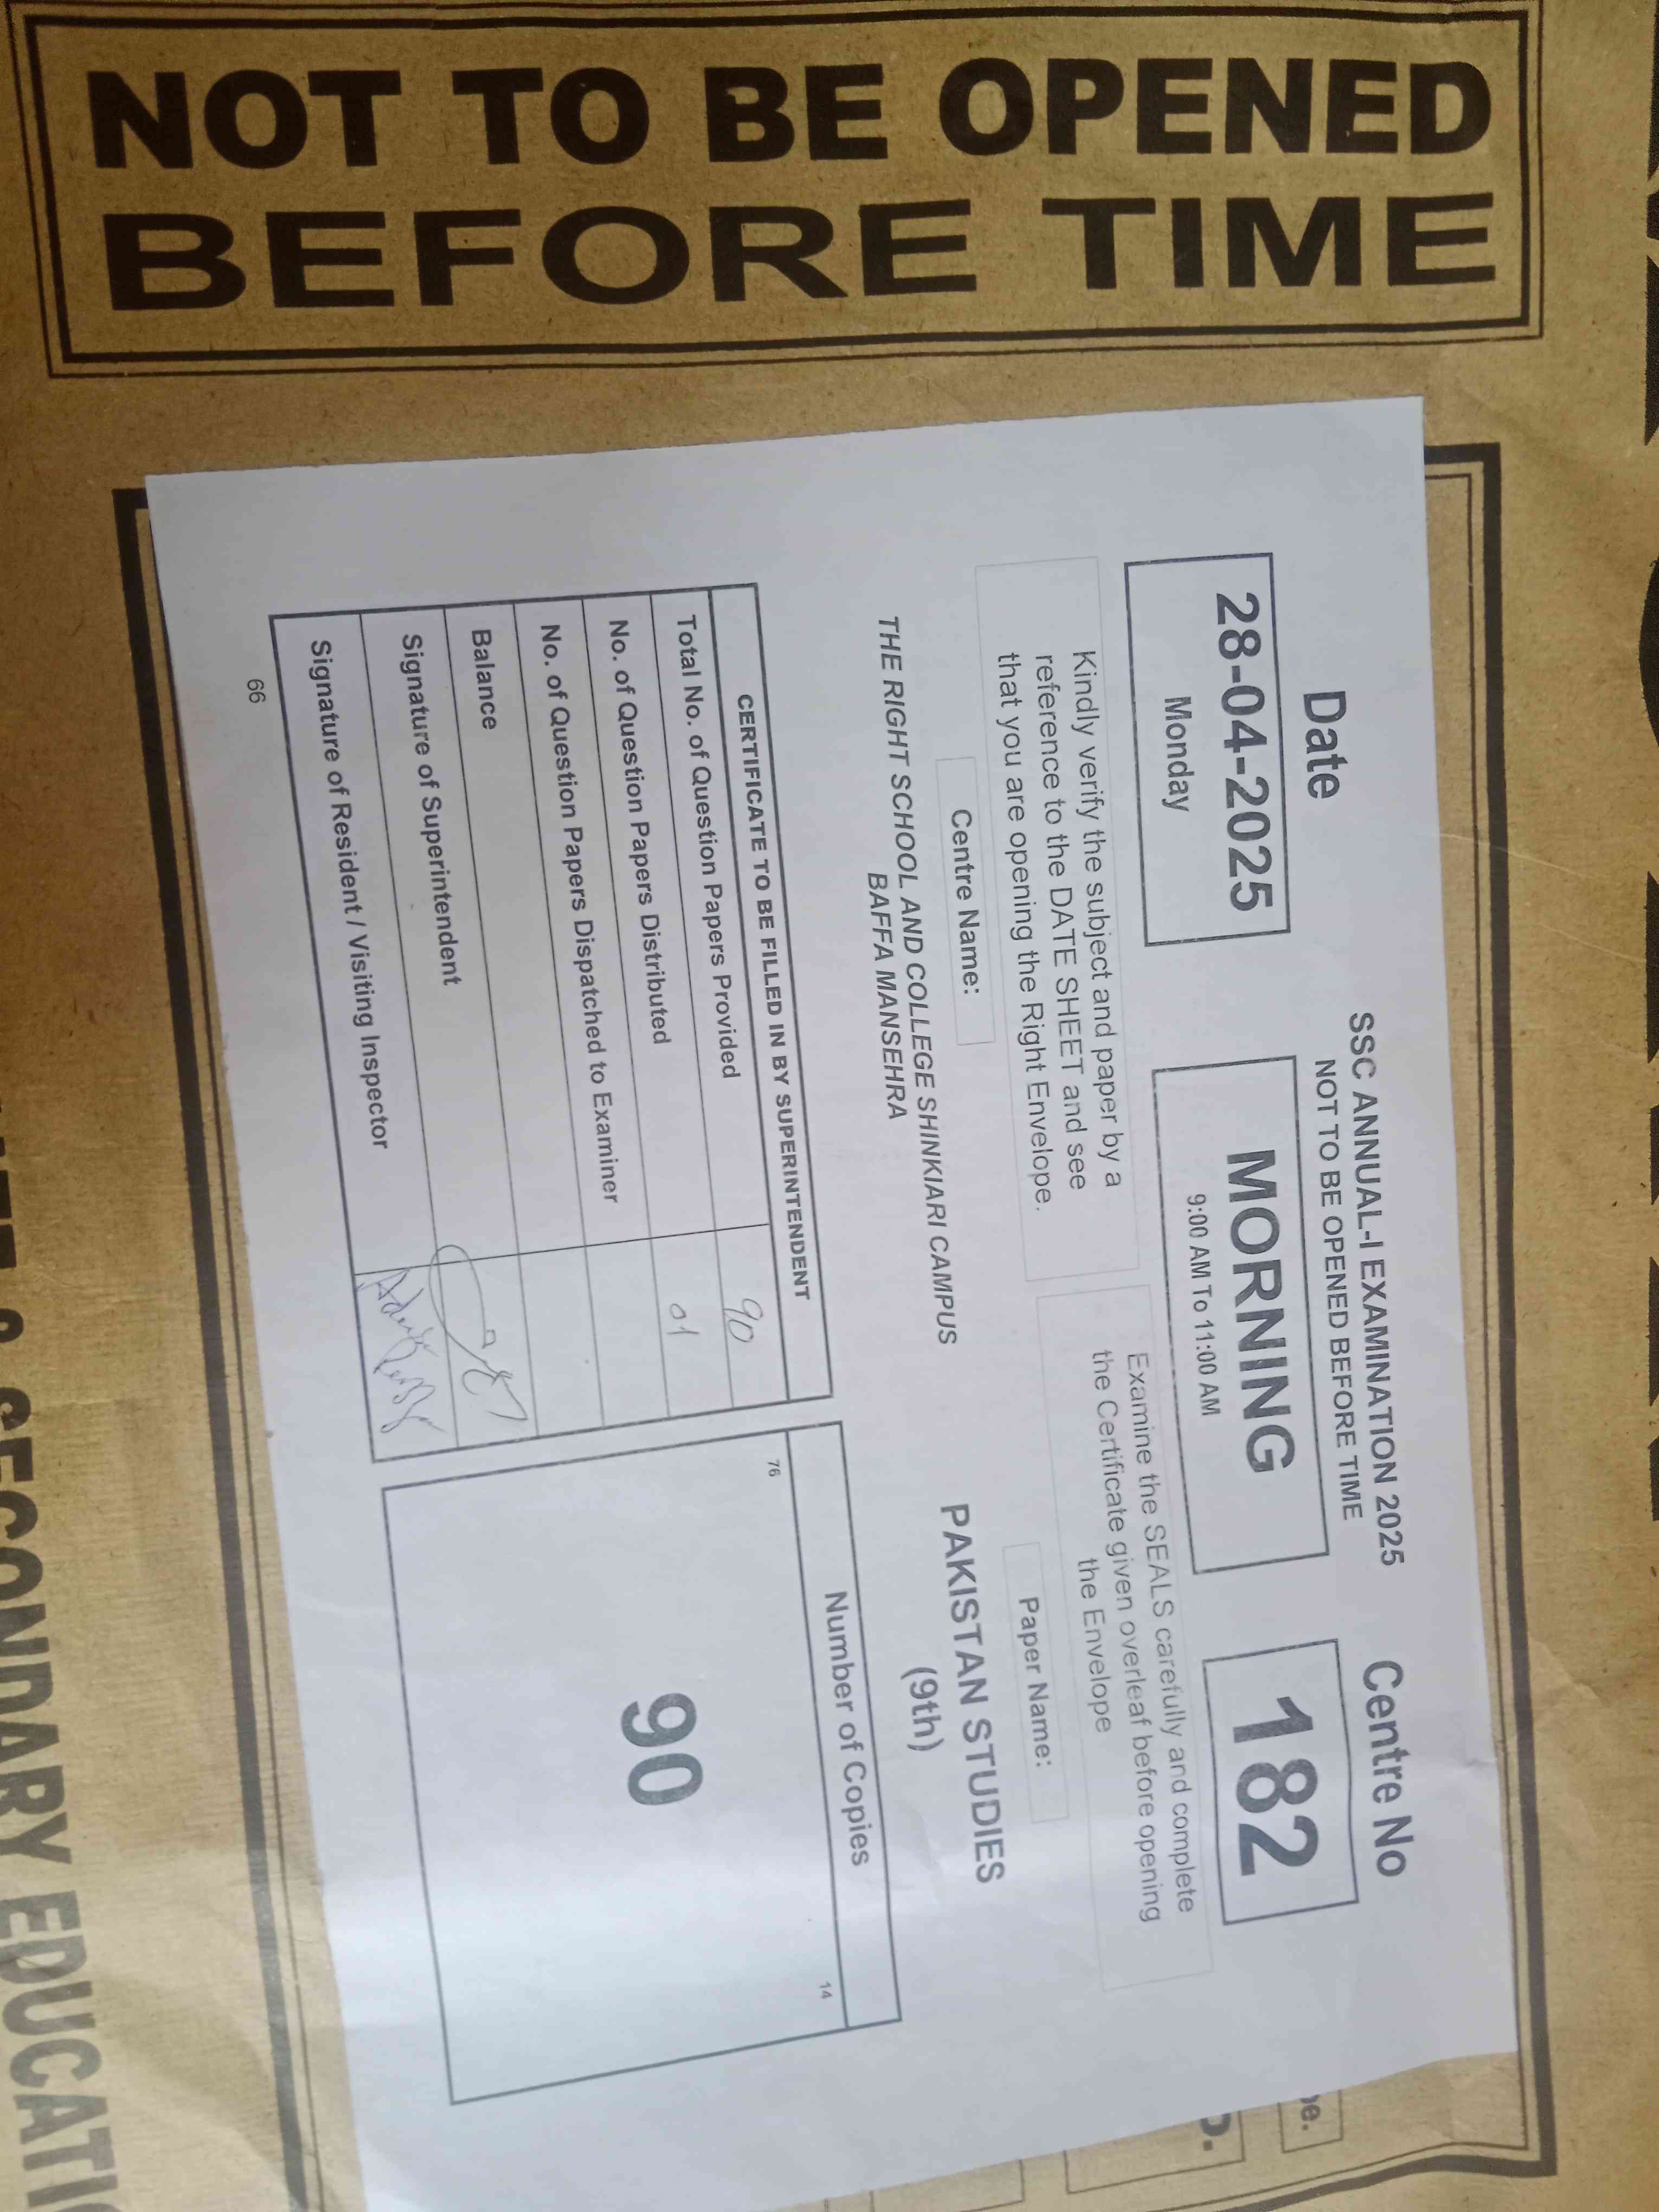 NOT TO BE OPENED
BEFORE TIME
SSC ANNUAL-I EXAMINATION 2025
NOT TO BE OPENED BEFORE TIME
Date
28-04-2025
Monday
MORNING
9:00 AM To 11:00 AM
Centre No
182
Kindly verify the subject and paper by a
reference to the DATE SHEET and see
that you are opening the Right Envelope.
Examine the SEALS carefully and complete
the Certificate given overleaf before opening
the Envelope
Centre Name:
THE RIGHT SCHOOL AND COLLEGE SHINKIARI CAMPUS
BAFFA MANSEHRA
Paper Name:
PAKISTAN STUDIES
(9th)
CERTIFICATE TO BE FILLED IN BY SUPERINTENDENT
Total No. of Question Papers Provided 90
No. of Question Papers Distributed 01
No. of Question Papers Dispatched to Examiner
Balance
Signature of Superintendent
Signature of Resident / Visiting Inspector
Number of Copies
76
14
90
66
SECONDARY EDUCATI